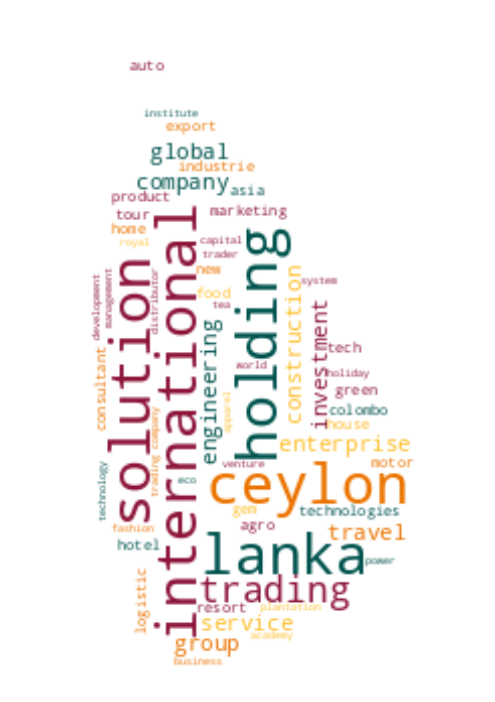 auto
institute
export
global
industrie
company
asia
product
tour
marketing
home
royal
capital
trader
new
food
tea
international
solution
holding
development
management
distributor
construction
system
investment
engineering
tech
world
holiday
green
consultant
apparel
colombo
house
trading company
enterprise
venture
motor
eco
ceylon
technology
gem
technologies
agro
fashion
travel
hotel
lanka
power
trading
logistic
resort
plantation
service
academy
group
business